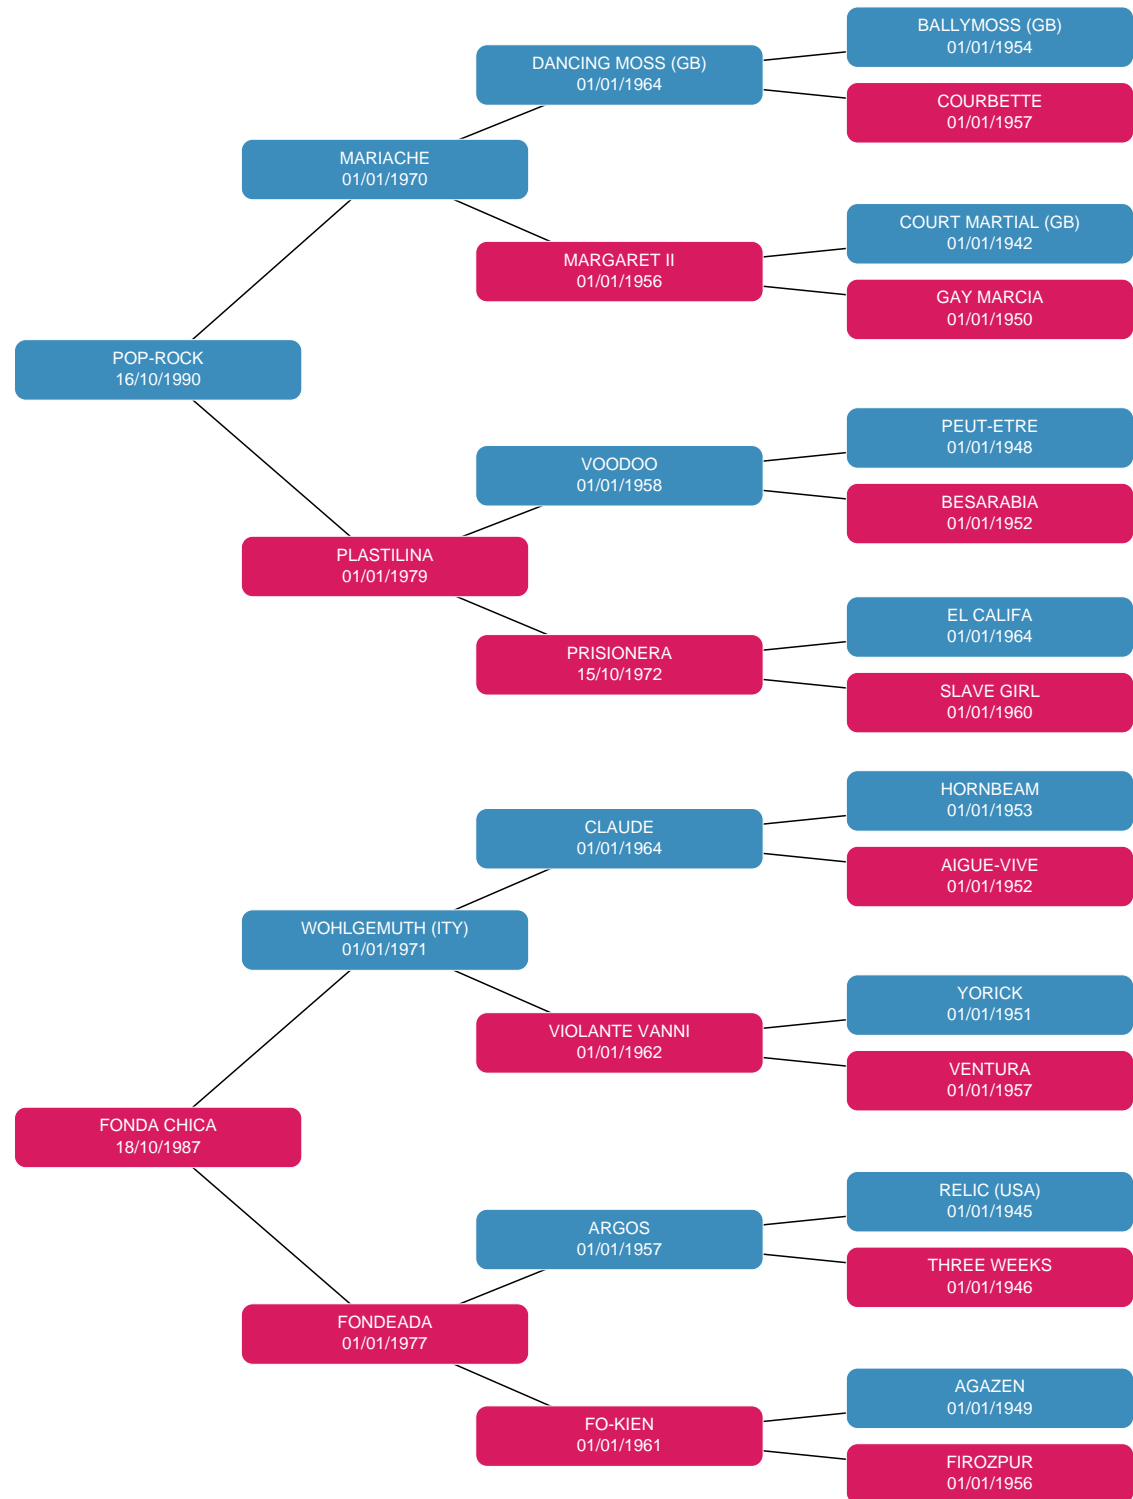 BALLYMOSS (GB)
01/01/1954
DANCING MOSS (GB)
01/01/1964
COURBETTE
01/01/1957
MARIACHE
01/01/1970
COURT MARTIAL (GB)
01/01/1942
MARGARET II
01/01/1956
GAY MARCIA
01/01/1950
POP-ROCK
16/10/1990
PEUT-ETRE
01/01/1948
VOODOO
01/01/1958
BESARABIA
01/01/1952
PLASTILINA
01/01/1979
EL CALIFA
01/01/1964
PRISIONERA
15/10/1972
SLAVE GIRL
01/01/1960
HORNBEAM
01/01/1953
CLAUDE
01/01/1964
AIGUE-VIVE
01/01/1952
WOHLGEMUTH (ITY)
01/01/1971
YORICK
01/01/1951
VIOLANTE VANNI
01/01/1962
VENTURA
01/01/1957
FONDA CHICA
18/10/1987
RELIC (USA)
01/01/1945
ARGOS
01/01/1957
THREE WEEKS
01/01/1946
FONDEADA
01/01/1977
AGAZEN
01/01/1949
FO-KIEN
01/01/1961
FIROZPUR
01/01/1956